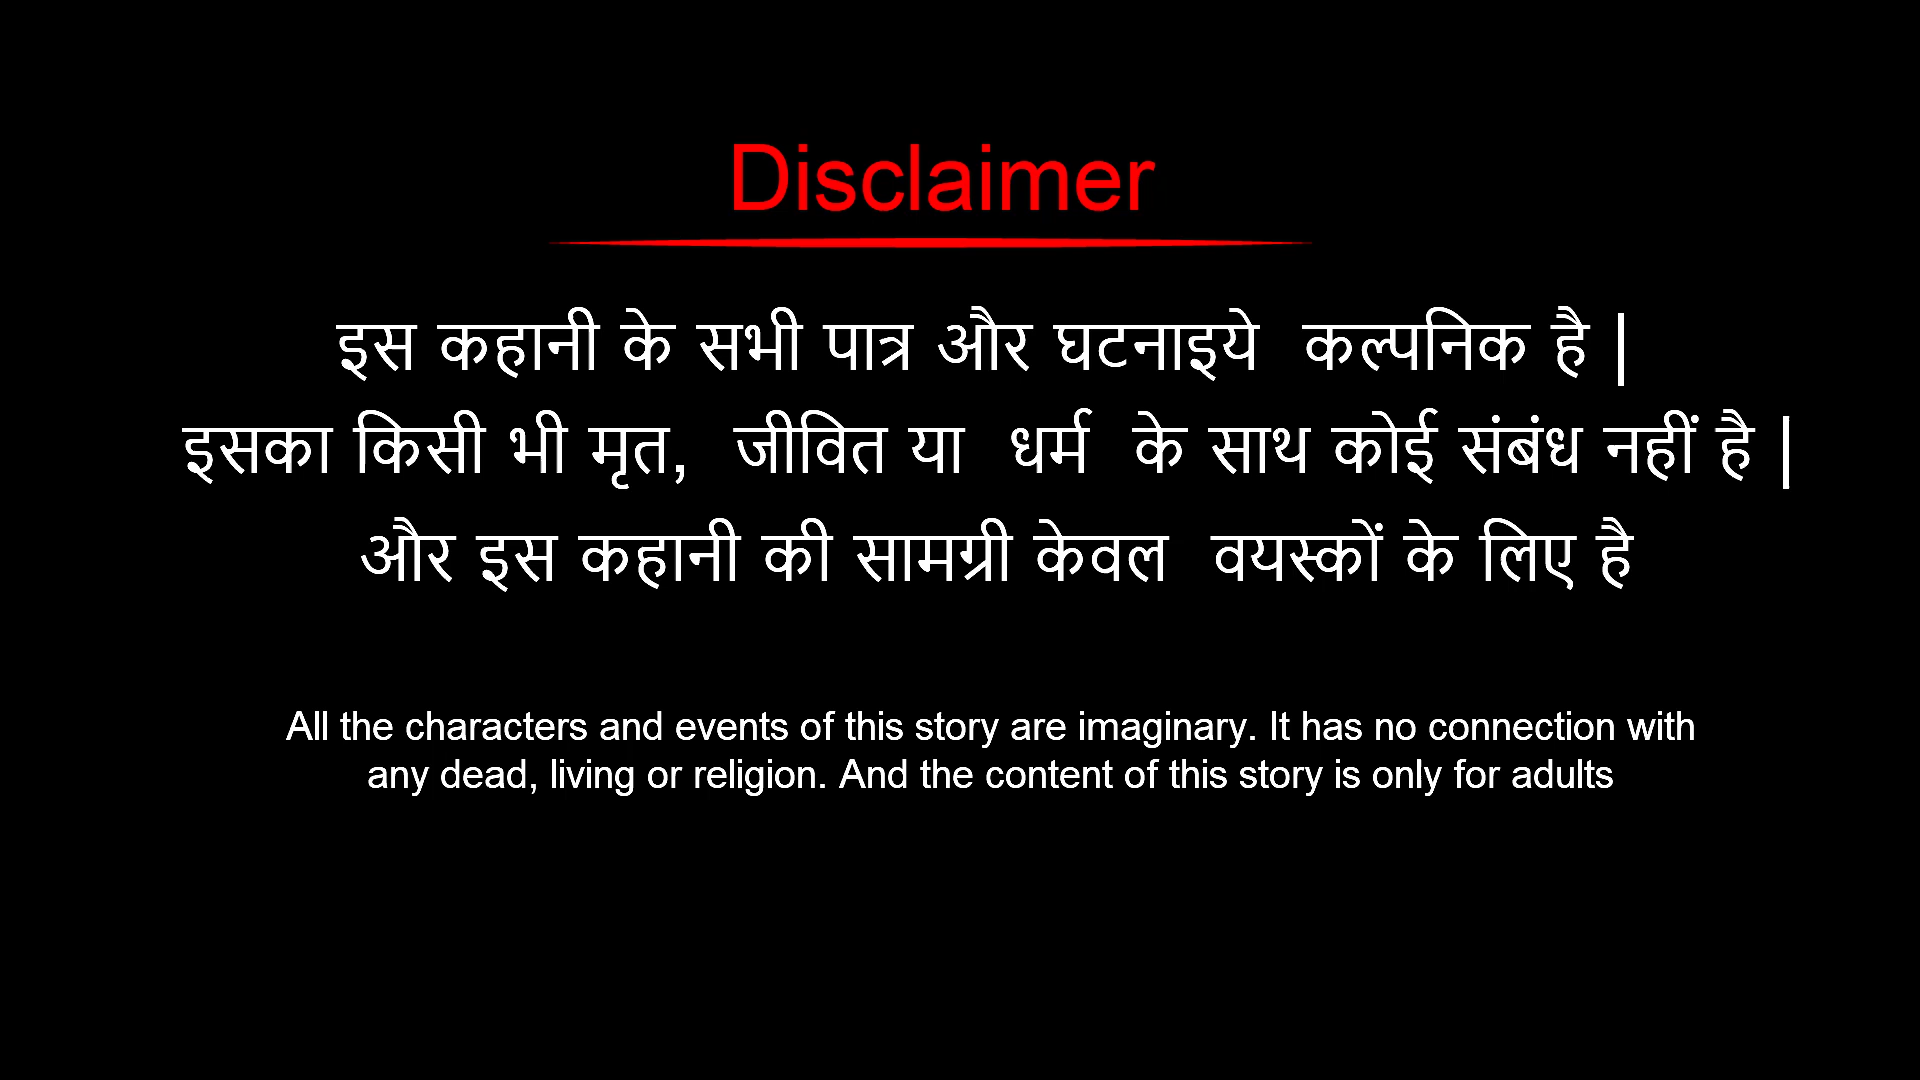 Disclaimer
इस कहानी के सभी पात्र और घटनाइये कल्पनिक है |
इसका किसी भी मृत, जीवित या धर्म के साथ कोई संबंध नहीं है |
और इस कहानी की सामग्री केवल वयस्कों के लिए है
All the characters and events of this story are imaginary. It has no connection with
any dead, living or religion. And the content of this story is only for adults